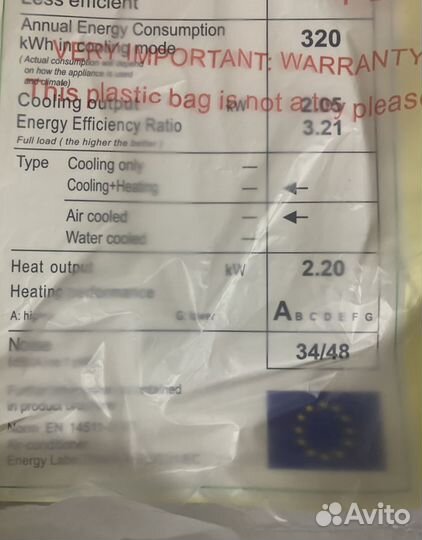 Less efficient
Annual Energy Consumption
kWh in cooling mode 320
( Actual consumption will depend
on how the appliance is used
and climate)
VERY IMPORTANT: WARRANTY
This plastic bag is not a toy please
Cooling output kW 2.05
Energy Efficiency Ratio 3.21
Full load ( the higher the better )
Type Cooling only —
Cooling+Heating — ←
Air cooled — ←
Water cooled —
Heat output kW 2.20
Heating performance
A: higher G: lower A B C D E F G
Noise 34/48
in product
Norm EN 14511
Air-conditioner
Energy Label
Avito